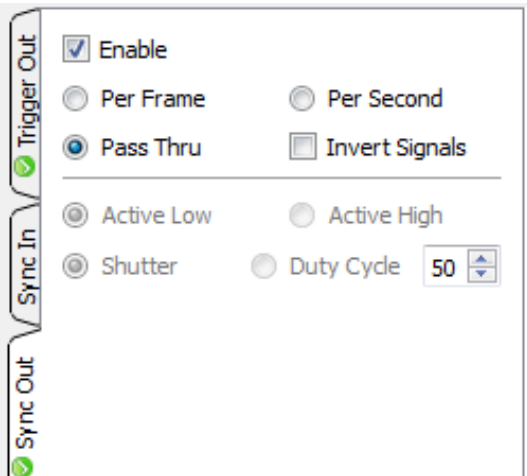 Trigger Out
Sync In
Sync Out
Enable
Per Frame Per Second
Pass Thru Invert Signals
Active Low Active High
Shutter Duty Cycle 50